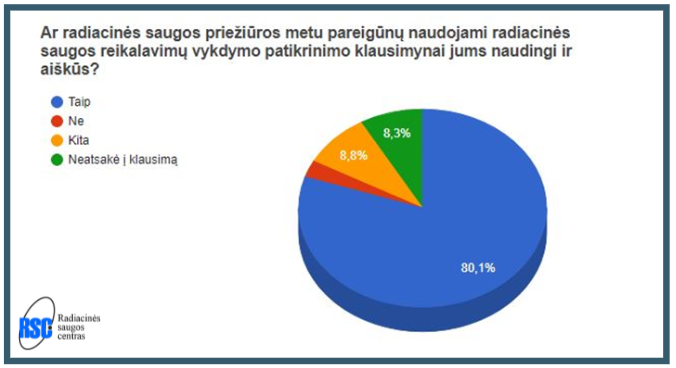 Ar radiacinės saugos priežiūros metu pareigūnų naudojami radiacinės
saugos reikalavimų vykdymo patikrinimo klausimynai jums naudingi ir
aiškūs?
Taip
Ne
Kita
Neatsakė į klausimą
8,3%
8,8%
80,1%
RSC
Radiacinės
saugos
centras